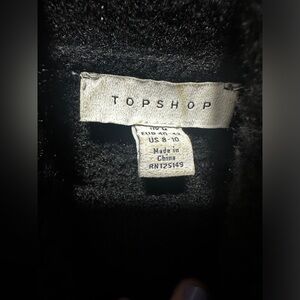 TOPSHOP
US 8-10
Made in
China
RN125149